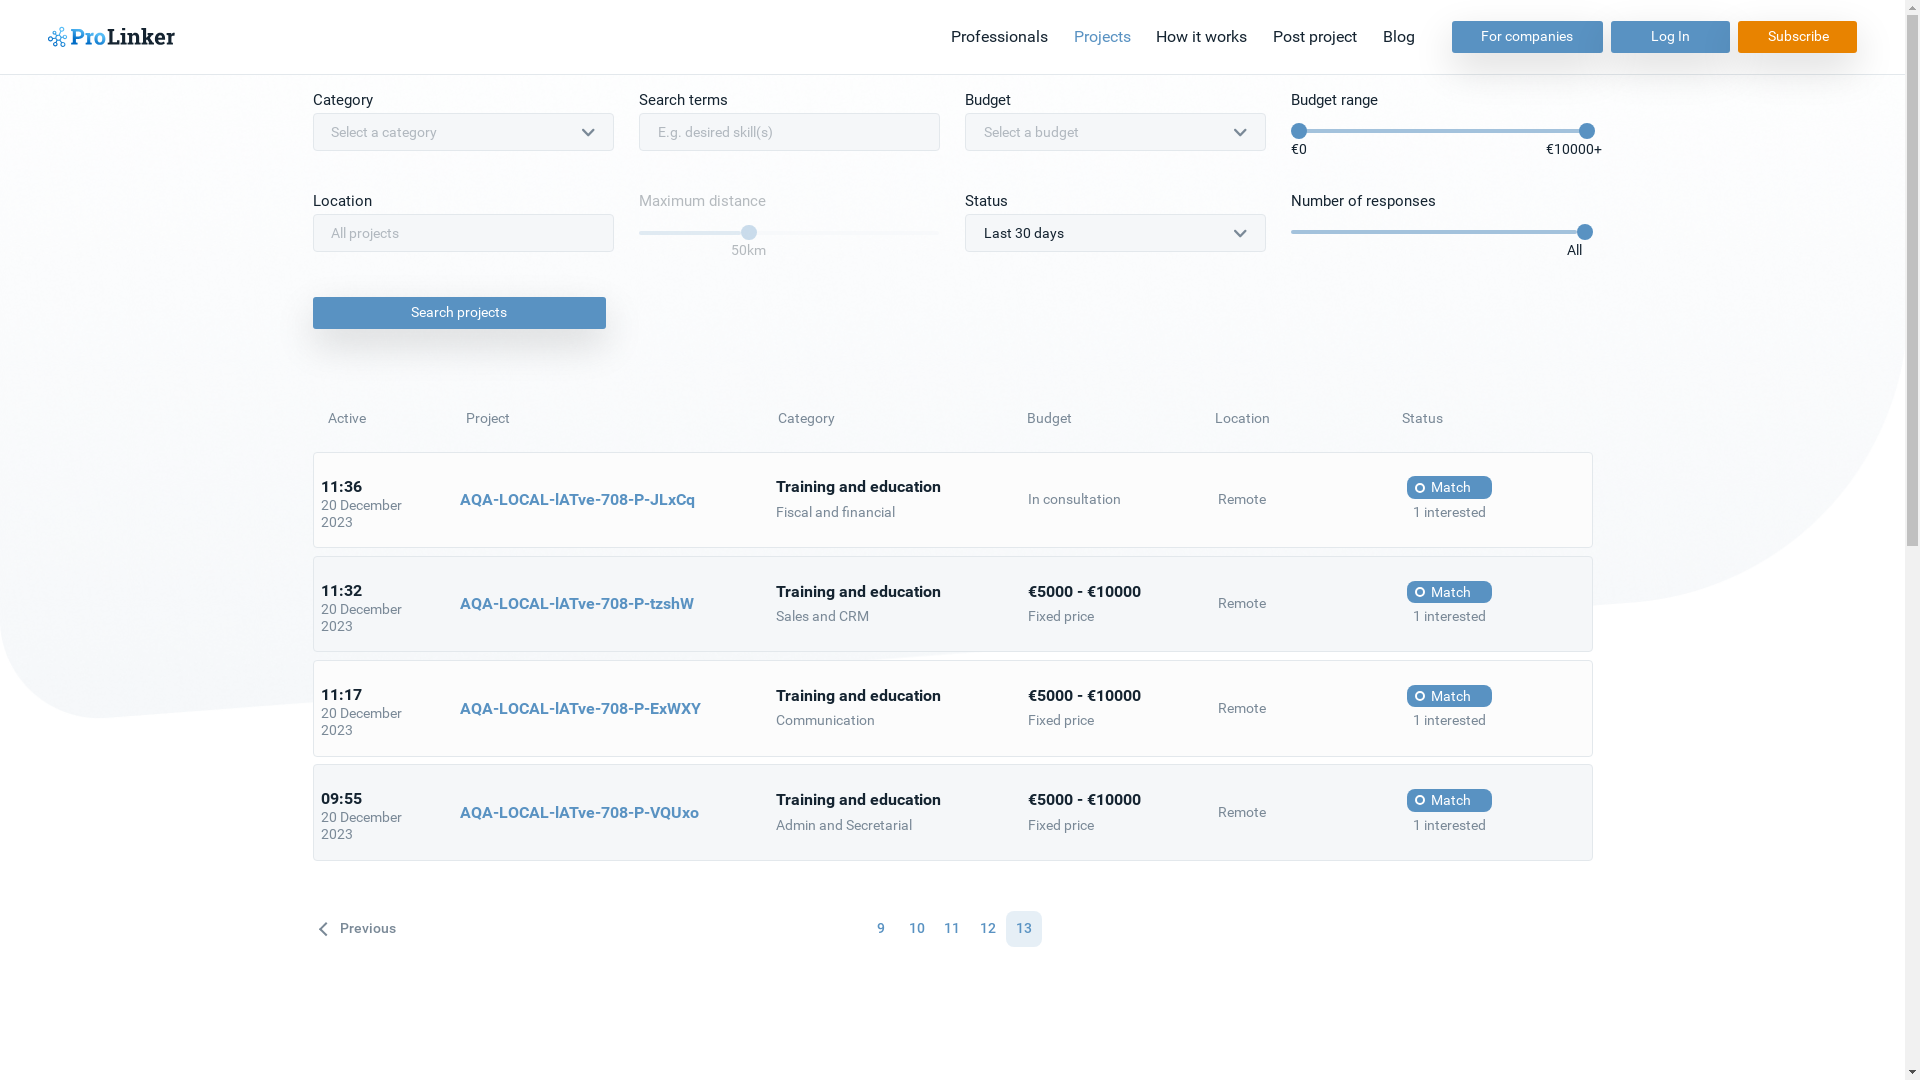 ProLinker
Professionals Projects How it works Post project Blog For companies Log In Subscribe
Category Search terms Budget Budget range
Select a category E.g. desired skill(s) Select a budget
€0 €10000+
Location Maximum distance Status Number of responses
All projects Last 30 days
50km All
Search projects
Active Project Category Budget Location Status
11:36
20 December
2023
AQA-LOCAL-lATve-708-P-JLxCq
Training and education
Fiscal and financial
In consultation
Remote
Match
1 interested
11:32
20 December
2023
AQA-LOCAL-lATve-708-P-tzshW
Training and education
Sales and CRM
€5000 - €10000
Fixed price
Remote
Match
1 interested
11:17
20 December
2023
AQA-LOCAL-lATve-708-P-ExWXY
Training and education
Communication
€5000 - €10000
Fixed price
Remote
Match
1 interested
09:55
20 December
2023
AQA-LOCAL-lATve-708-P-VQUxo
Training and education
Admin and Secretarial
€5000 - €10000
Fixed price
Remote
Match
1 interested
Previous 9 10 11 12 13